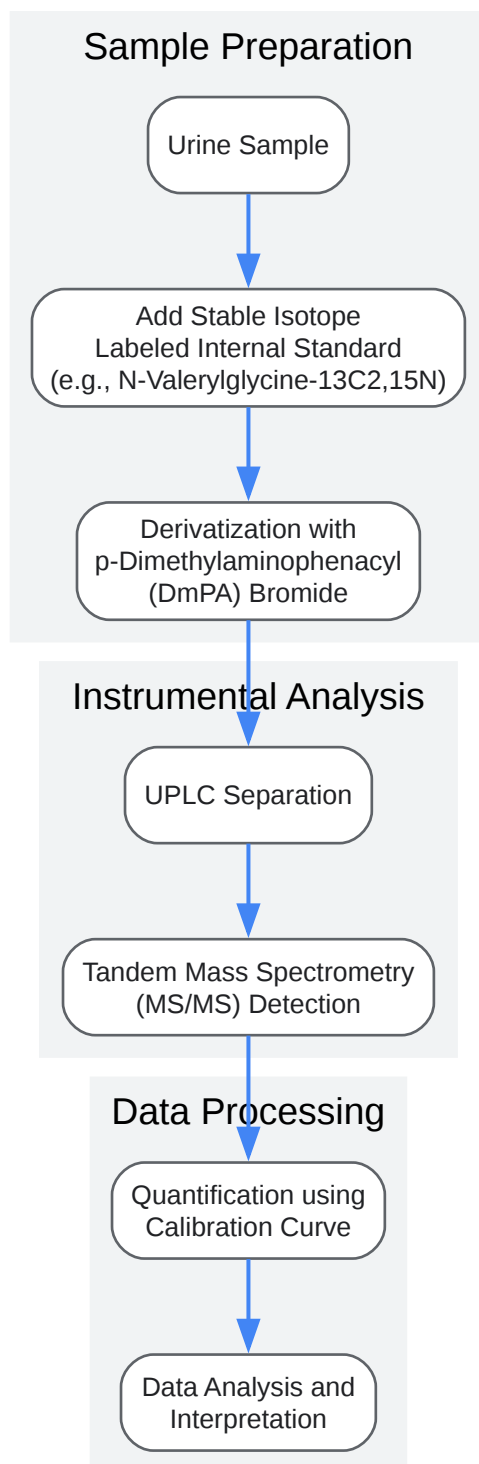 Sample Preparation
Urine Sample
Add Stable Isotope
Labeled Internal Standard
(e.g., N-Valerylglycine-13C2,15N)
Derivatization with
p-Dimethylaminophenacyl
(DmPA) Bromide
Instrumental Analysis
UPLC Separation
Tandem Mass Spectrometry
(MS/MS) Detection
Data Processing
Quantification using
Calibration Curve
Data Analysis and
Interpretation